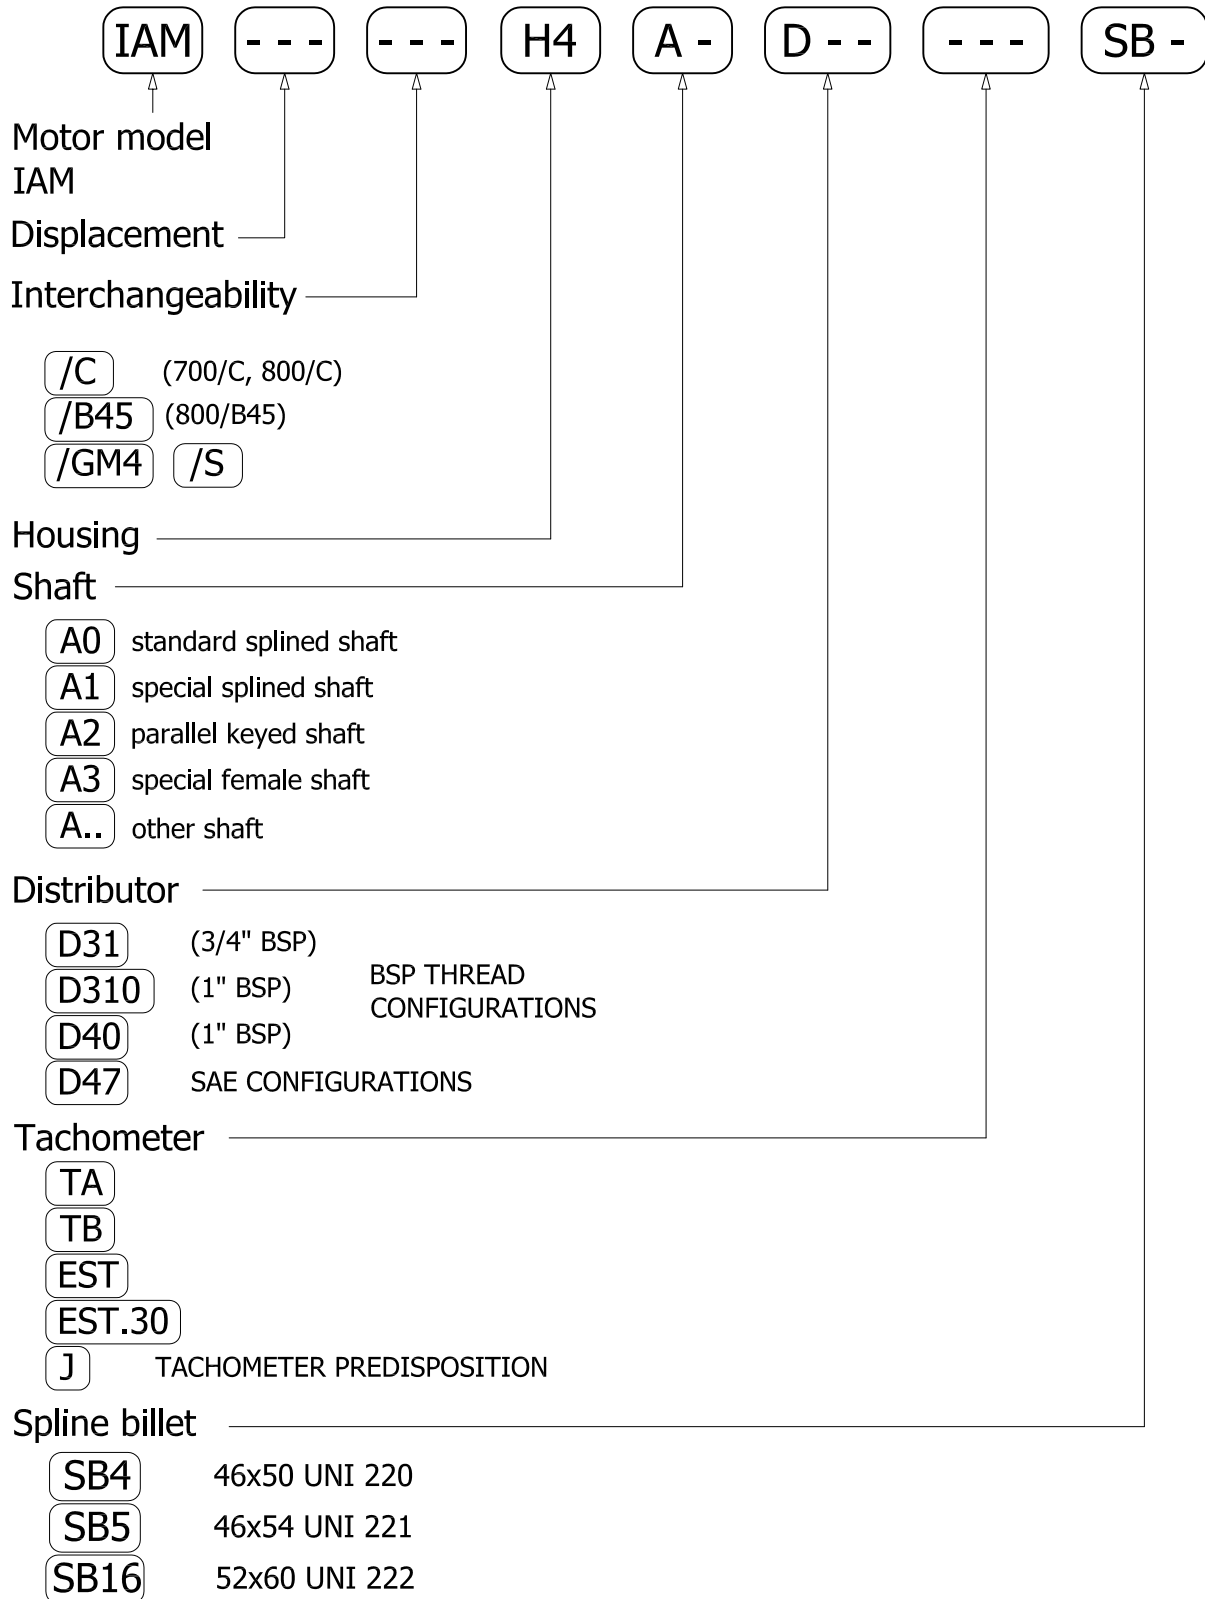 IAM - - - - - - H4 A - D - - - - - SB -
Motor model
IAM
Displacement
Interchangeability
/C (700/C, 800/C)
/B45 (800/B45)
/GM4 /S
Housing
Shaft
A0 standard splined shaft
A1 special splined shaft
A2 parallel keyed shaft
A3 special female shaft
A.. other shaft
Distributor
D31 (3/4" BSP)
D310 (1" BSP) BSP THREAD
CONFIGURATIONS
D40 (1" BSP)
D47 SAE CONFIGURATIONS
Tachometer
TA
TB
EST
EST.30
J TACHOMETER PREDISPOSITION
Spline billet
SB4 46x50 UNI 220
SB5 46x54 UNI 221
SB16 52x60 UNI 222